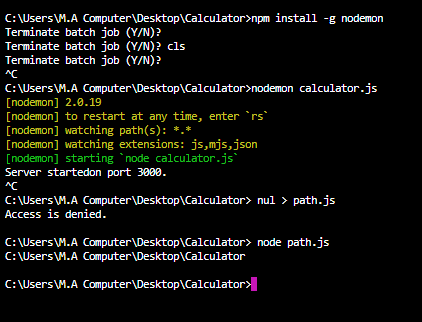 C:\Users\M.A Computer\Desktop\Calculator>npm install -g nodemon
Terminate batch job (Y/N)?
Terminate batch job (Y/N)? cls
Terminate batch job (Y/N)?
^C
C:\Users\M.A Computer\Desktop\Calculator>nodemon calculator.js
[nodemon] 2.0.19
[nodemon] to restart at any time, enter `rs`
[nodemon] watching path(s): *.*
[nodemon] watching extensions: js,mjs,json
[nodemon] starting `node calculator.js`
Server startedon port 3000.
^C
C:\Users\M.A Computer\Desktop\Calculator> nul > path.js
Access is denied.
C:\Users\M.A Computer\Desktop\Calculator> node path.js
C:\Users\M.A Computer\Desktop\Calculator
C:\Users\M.A Computer\Desktop\Calculator>